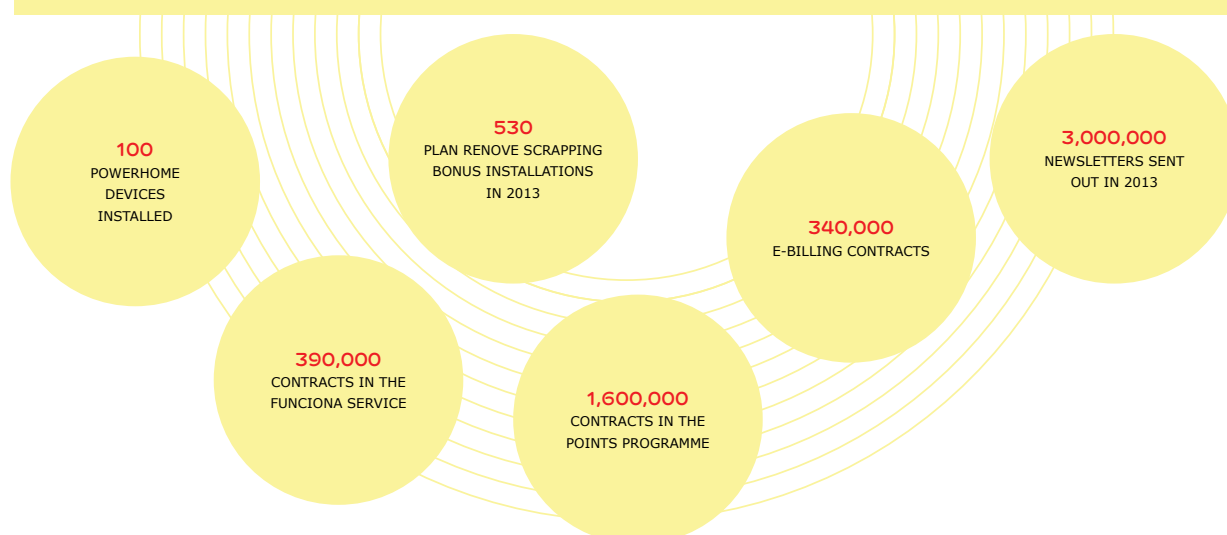 100
POWERHOME
DEVICES
INSTALLED
530
PLAN RENOVE SCRAPPING
BONUS INSTALLATIONS
IN 2013
3,000,000
NEWSLETTERS SENT
OUT IN 2013
340,000
E-BILLING CONTRACTS
390,000
CONTRACTS IN THE
FUNCIONA SERVICE
1,600,000
CONTRACTS IN THE
POINTS PROGRAMME